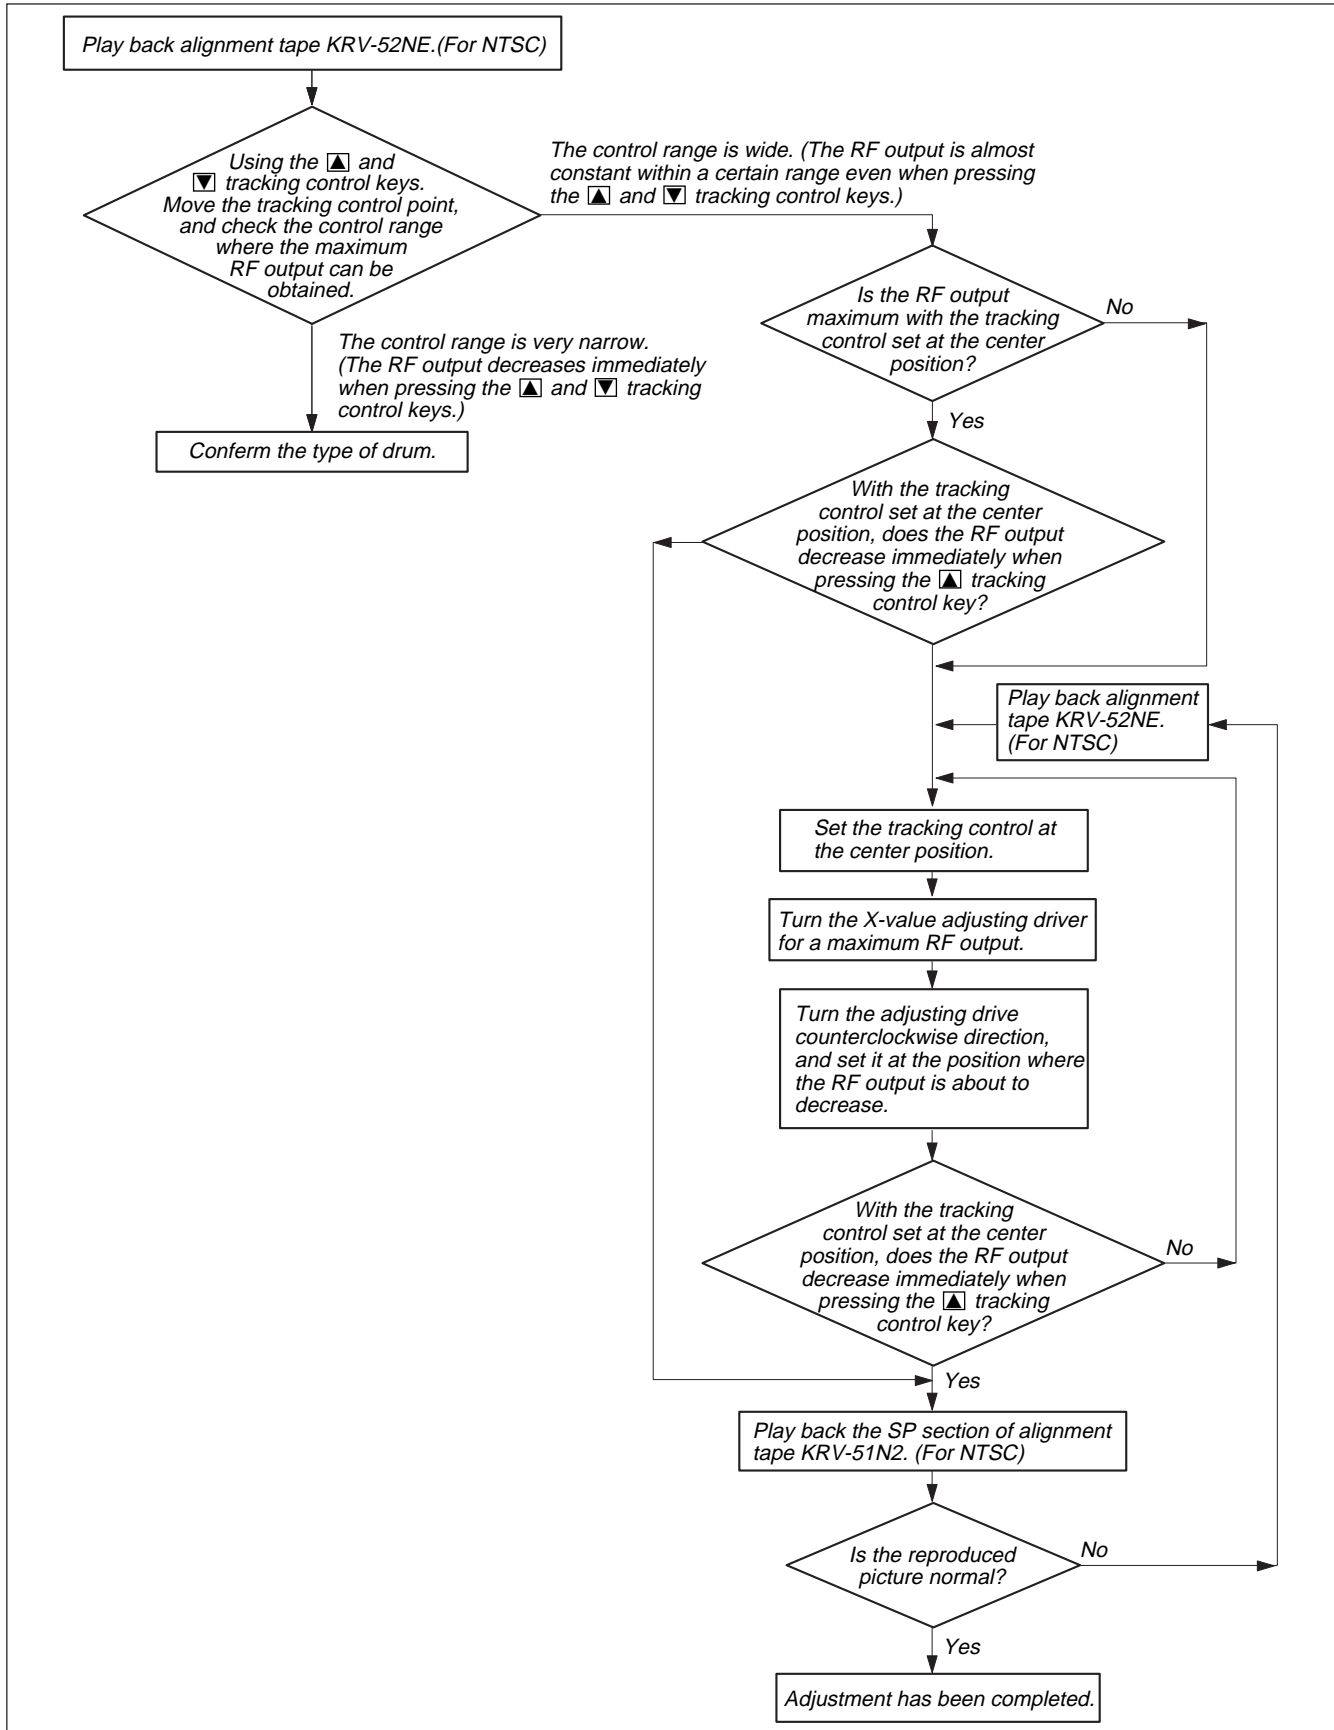 Play back alignment tape KRV-52NE.(For NTSC)
Using the ▲ and
▼ tracking control keys.
Move the tracking control point,
and check the control range
where the maximum
RF output can be
obtained.
The control range is wide. (The RF output is almost
constant within a certain range even when pressing
the ▲ and ▼ tracking control keys.)
The control range is very narrow.
(The RF output decreases immediately
when pressing the ▲ and ▼ tracking
control keys.)
Conferm the type of drum.
Is the RF output
maximum with the tracking
control set at the center
position?
No
Yes
With the tracking
control set at the center
position, does the RF output
decrease immediately when
pressing the ▲ tracking
control key?
Play back alignment
tape KRV-52NE.
(For NTSC)
Set the tracking control at
the center position.
Turn the X-value adjusting driver
for a maximum RF output.
Turn the adjusting drive
counterclockwise direction,
and set it at the position where
the RF output is about to
decrease.
With the tracking
control set at the center
position, does the RF output
decrease immediately when
pressing the ▲ tracking
control key?
No
Yes
Play back the SP section of alignment
tape KRV-51N2. (For NTSC)
Is the reproduced
picture normal?
No
Yes
Adjustment has been completed.